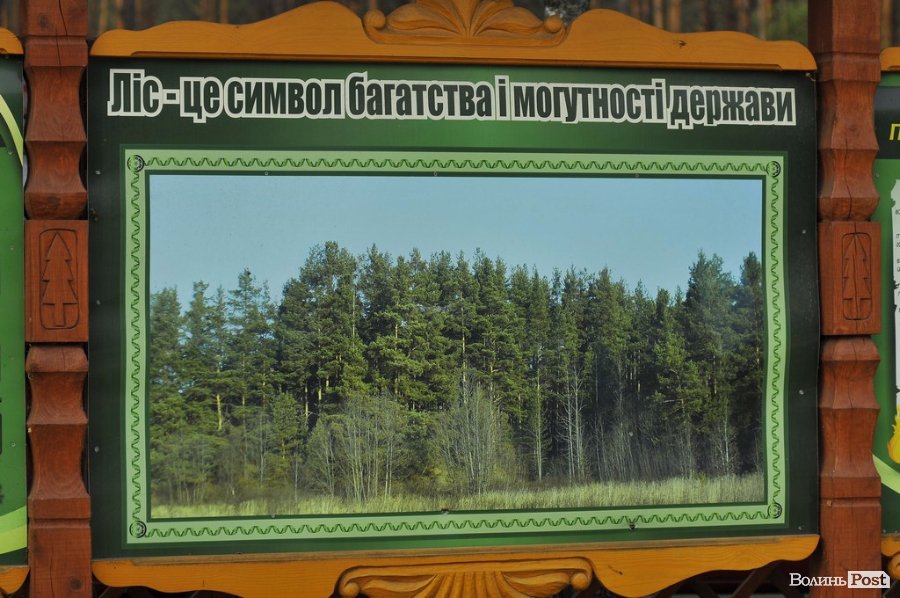 Ліс - це символ багатства і могутності держави
П
Волинь Post